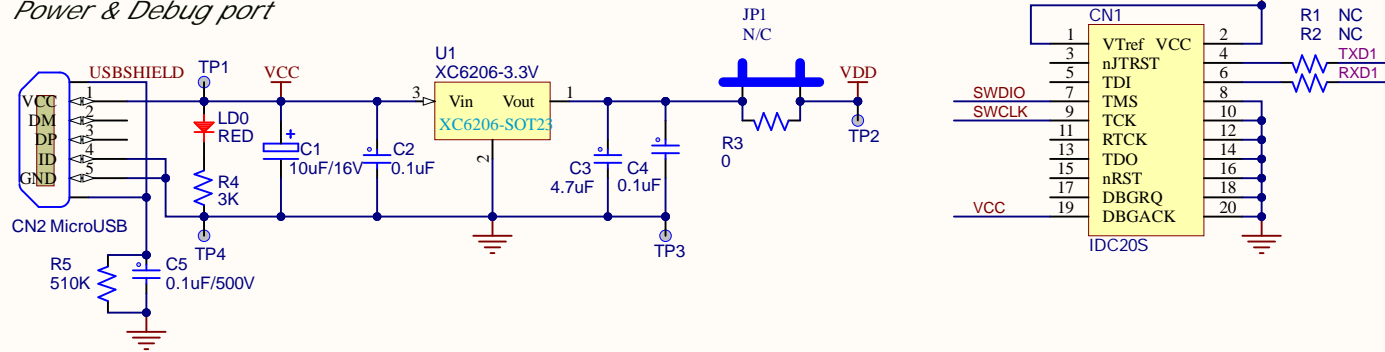 Power & Debug port
USBSHIELD
TP1
VCC
U1
XC6206-3.3V
JP1
N/C
VDD
VCC
DM
DP
ID
GND
1
2
3
4
5
CN2 MicroUSB
LD0
RED
R4
3K
TP4
+
C1
10uF/16V
C2
0.1uF
3
Vin
Vout
1
XC6206-SOT23
2
C3
4.7uF
C4
0.1uF
TP3
R3
0
TP2
R5
510K
C5
0.1uF/500V
CN1
R1 NC
R2 NC
TXD1
RXD1
1 VTref VCC 2
3 nJTRST 4
5 TDI 6
SWDIO 7 TMS 8
SWCLK 9 TCK 10
11 RTCK 12
13 TDO 14
15 nRST 16
17 DBGRQ 18
VCC 19 DBGACK 20
IDC20S